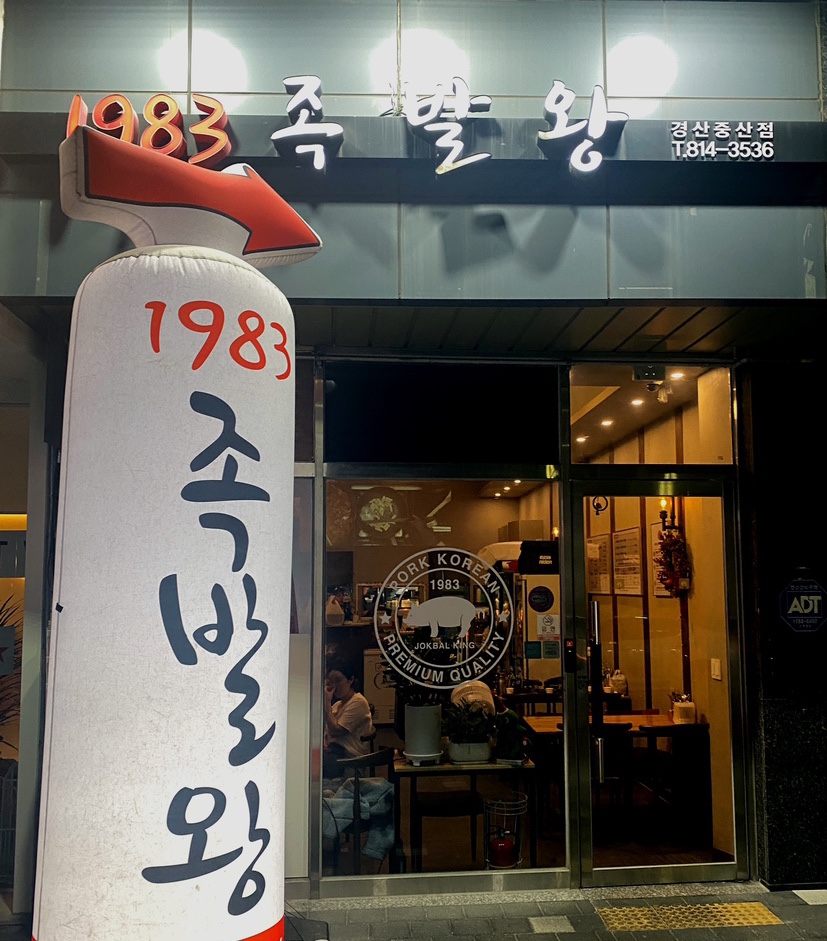 1983 족발왕
경산중산점
T.814-3536
1983
족발왕
PORK KOREAN
1983
JOKBAL KING
PREMIUM QUALITY
ADT